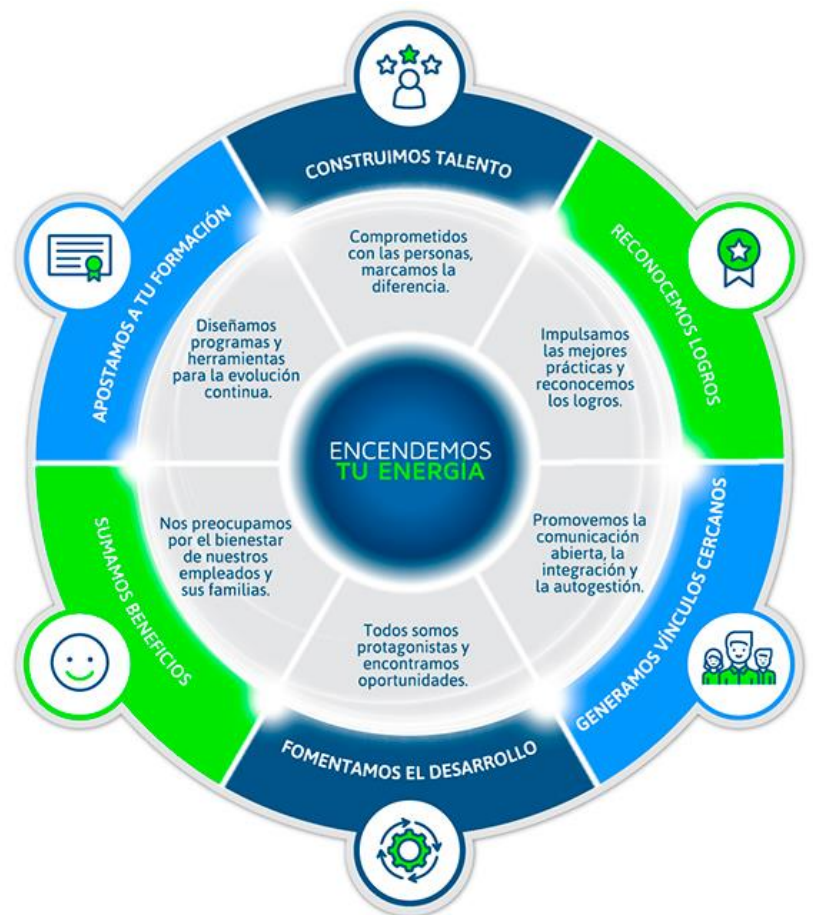 CONSTRUIMOS TALENTO
Comprometidos
con las personas,
marcamos la
diferencia.
RECONOCEMOS LOGROS
Impulsamos
las mejores
prácticas y
reconocemos
los logros.
GENERAMOS VÍNCULOS CERCANOS
Promovemos la
comunicación
abierta, la
integración y
la autogestión.
FOMENTAMOS EL DESARROLLO
Todos somos
protagonistas y
encontramos
oportunidades.
SUMAMOS BENEFICIOS
Nos preocupamos
por el bienestar
de nuestros
empleados y
sus familias.
APOSTAMOS A TU FORMACIÓN
Diseñamos
programas y
herramientas
para la evolución
continua.
ENCENDEMOS
TU ENERGÍA